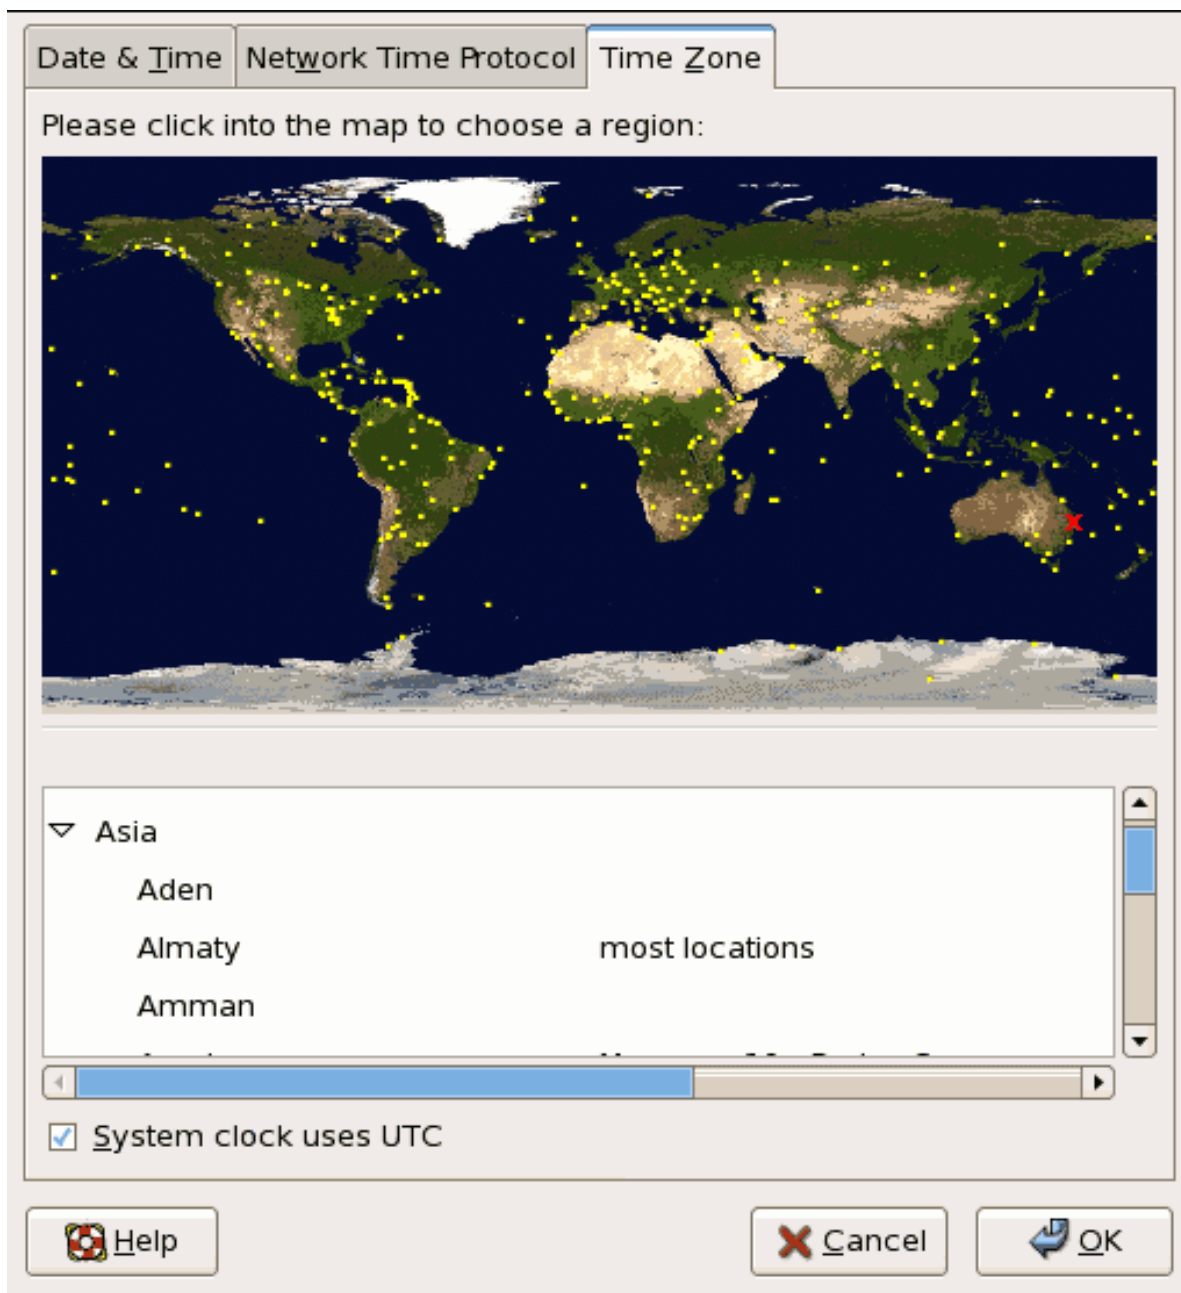 Date & Time
Network Time Protocol
Time Zone
Please click into the map to choose a region:
Asia
Aden
Almaty most locations
Amman
System clock uses UTC
Help
Cancel
OK